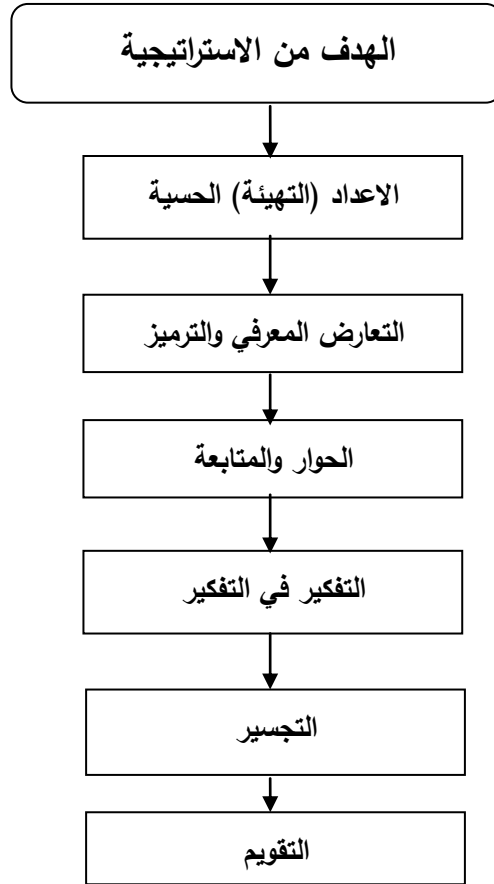 الهدف من الاستراتيجية
الاعداد (التهيئة) الحسية
التعارض المعرفي والترميز
الحوار والمتابعة
التفكير في التفكير
التجسير
التقويم